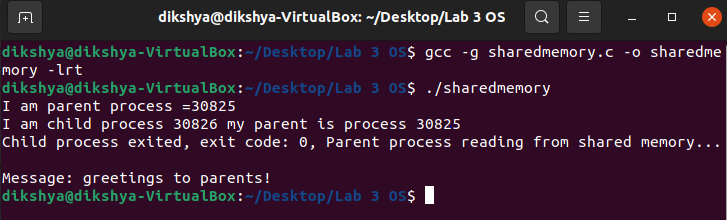 dikshya@dikshya-VirtualBox: ~/Desktop/Lab 3 OS
dikshya@dikshya-VirtualBox:~/Desktop/Lab 3 OS$ gcc -g sharedmemory.c -o sharedme
mory -lrt
dikshya@dikshya-VirtualBox:~/Desktop/Lab 3 OS$ ./sharedmemory
I am parent process =30825
I am child process 30826 my parent is process 30825
Child process exited, exit code: 0, Parent process reading from shared memory...
Message: greetings to parents!
dikshya@dikshya-VirtualBox:~/Desktop/Lab 3 OS$